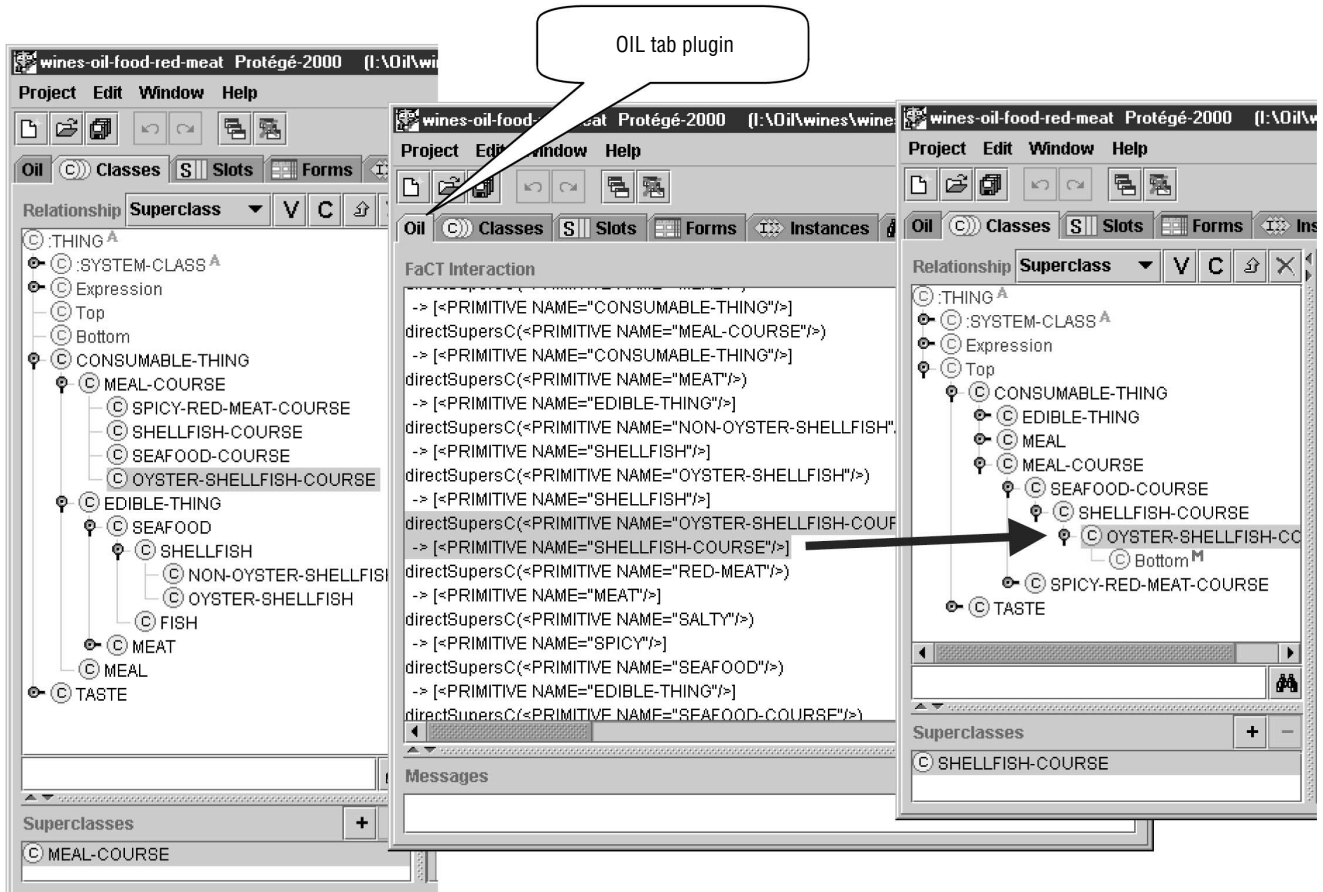 OIL tab plugin
wines-oil-food-red-meat Protégé-2000 (I:\Oil\wi
Project Edit Window Help
Oil C Classes S Slots Forms
Relationship Superclass V C
C :THING A
C :SYSTEM-CLASS A
C Expression
C Top
C Bottom
C CONSUMABLE-THING
C MEAL-COURSE
C SPICY-RED-MEAT-COURSE
C SHELLFISH-COURSE
C SEAFOOD-COURSE
C OYSTER-SHELLFISH-COURSE
C EDIBLE-THING
C SEAFOOD
C SHELLFISH
C NON-OYSTER-SHELLFIS
C OYSTER-SHELLFISH
C FISH
C MEAT
C MEAL
C TASTE
Superclasses +
C MEAL-COURSE
wines-oil-food- eat Protégé-2000 (I:\Oil\wines\wine
Project Edit Window Help
Oil C Classes S Slots Forms I Instances
FaCT Interaction
-> [<PRIMITIVE NAME="CONSUMABLE-THING"/>]
directSupersC(<PRIMITIVE NAME="MEAL-COURSE"/>)
-> [<PRIMITIVE NAME="CONSUMABLE-THING"/>]
directSupersC(<PRIMITIVE NAME="MEAT"/>)
-> [<PRIMITIVE NAME="EDIBLE-THING"/>]
directSupersC(<PRIMITIVE NAME="NON-OYSTER-SHELLFISH"/
-> [<PRIMITIVE NAME="SHELLFISH"/>]
directSupersC(<PRIMITIVE NAME="OYSTER-SHELLFISH"/>)
-> [<PRIMITIVE NAME="SHELLFISH"/>]
directSupersC(<PRIMITIVE NAME="OYSTER-SHELLFISH-COUR
-> [<PRIMITIVE NAME="SHELLFISH-COURSE"/>]
directSupersC(<PRIMITIVE NAME="RED-MEAT"/>)
-> [<PRIMITIVE NAME="MEAT"/>]
directSupersC(<PRIMITIVE NAME="SALTY"/>)
-> [<PRIMITIVE NAME="SPICY"/>]
directSupersC(<PRIMITIVE NAME="SEAFOOD"/>)
-> [<PRIMITIVE NAME="EDIBLE-THING"/>]
directSupersC(<PRIMITIVE NAME="SEAFOOD-COURSE"/>)
Messages
wines-oil-food-red-meat Protégé-2000 (I:\Oil\w
Project Edit Window Help
Oil C Classes S Slots Forms I Ins
Relationship Superclass V C
C :THING A
C :SYSTEM-CLASS A
C Expression
C Top
C CONSUMABLE-THING
C EDIBLE-THING
C MEAL
C MEAL-COURSE
C SEAFOOD-COURSE
C SHELLFISH-COURSE
C OYSTER-SHELLFISH-CO
C Bottom M
C SPICY-RED-MEAT-COURSE
C TASTE
Superclasses + -
C SHELLFISH-COURSE